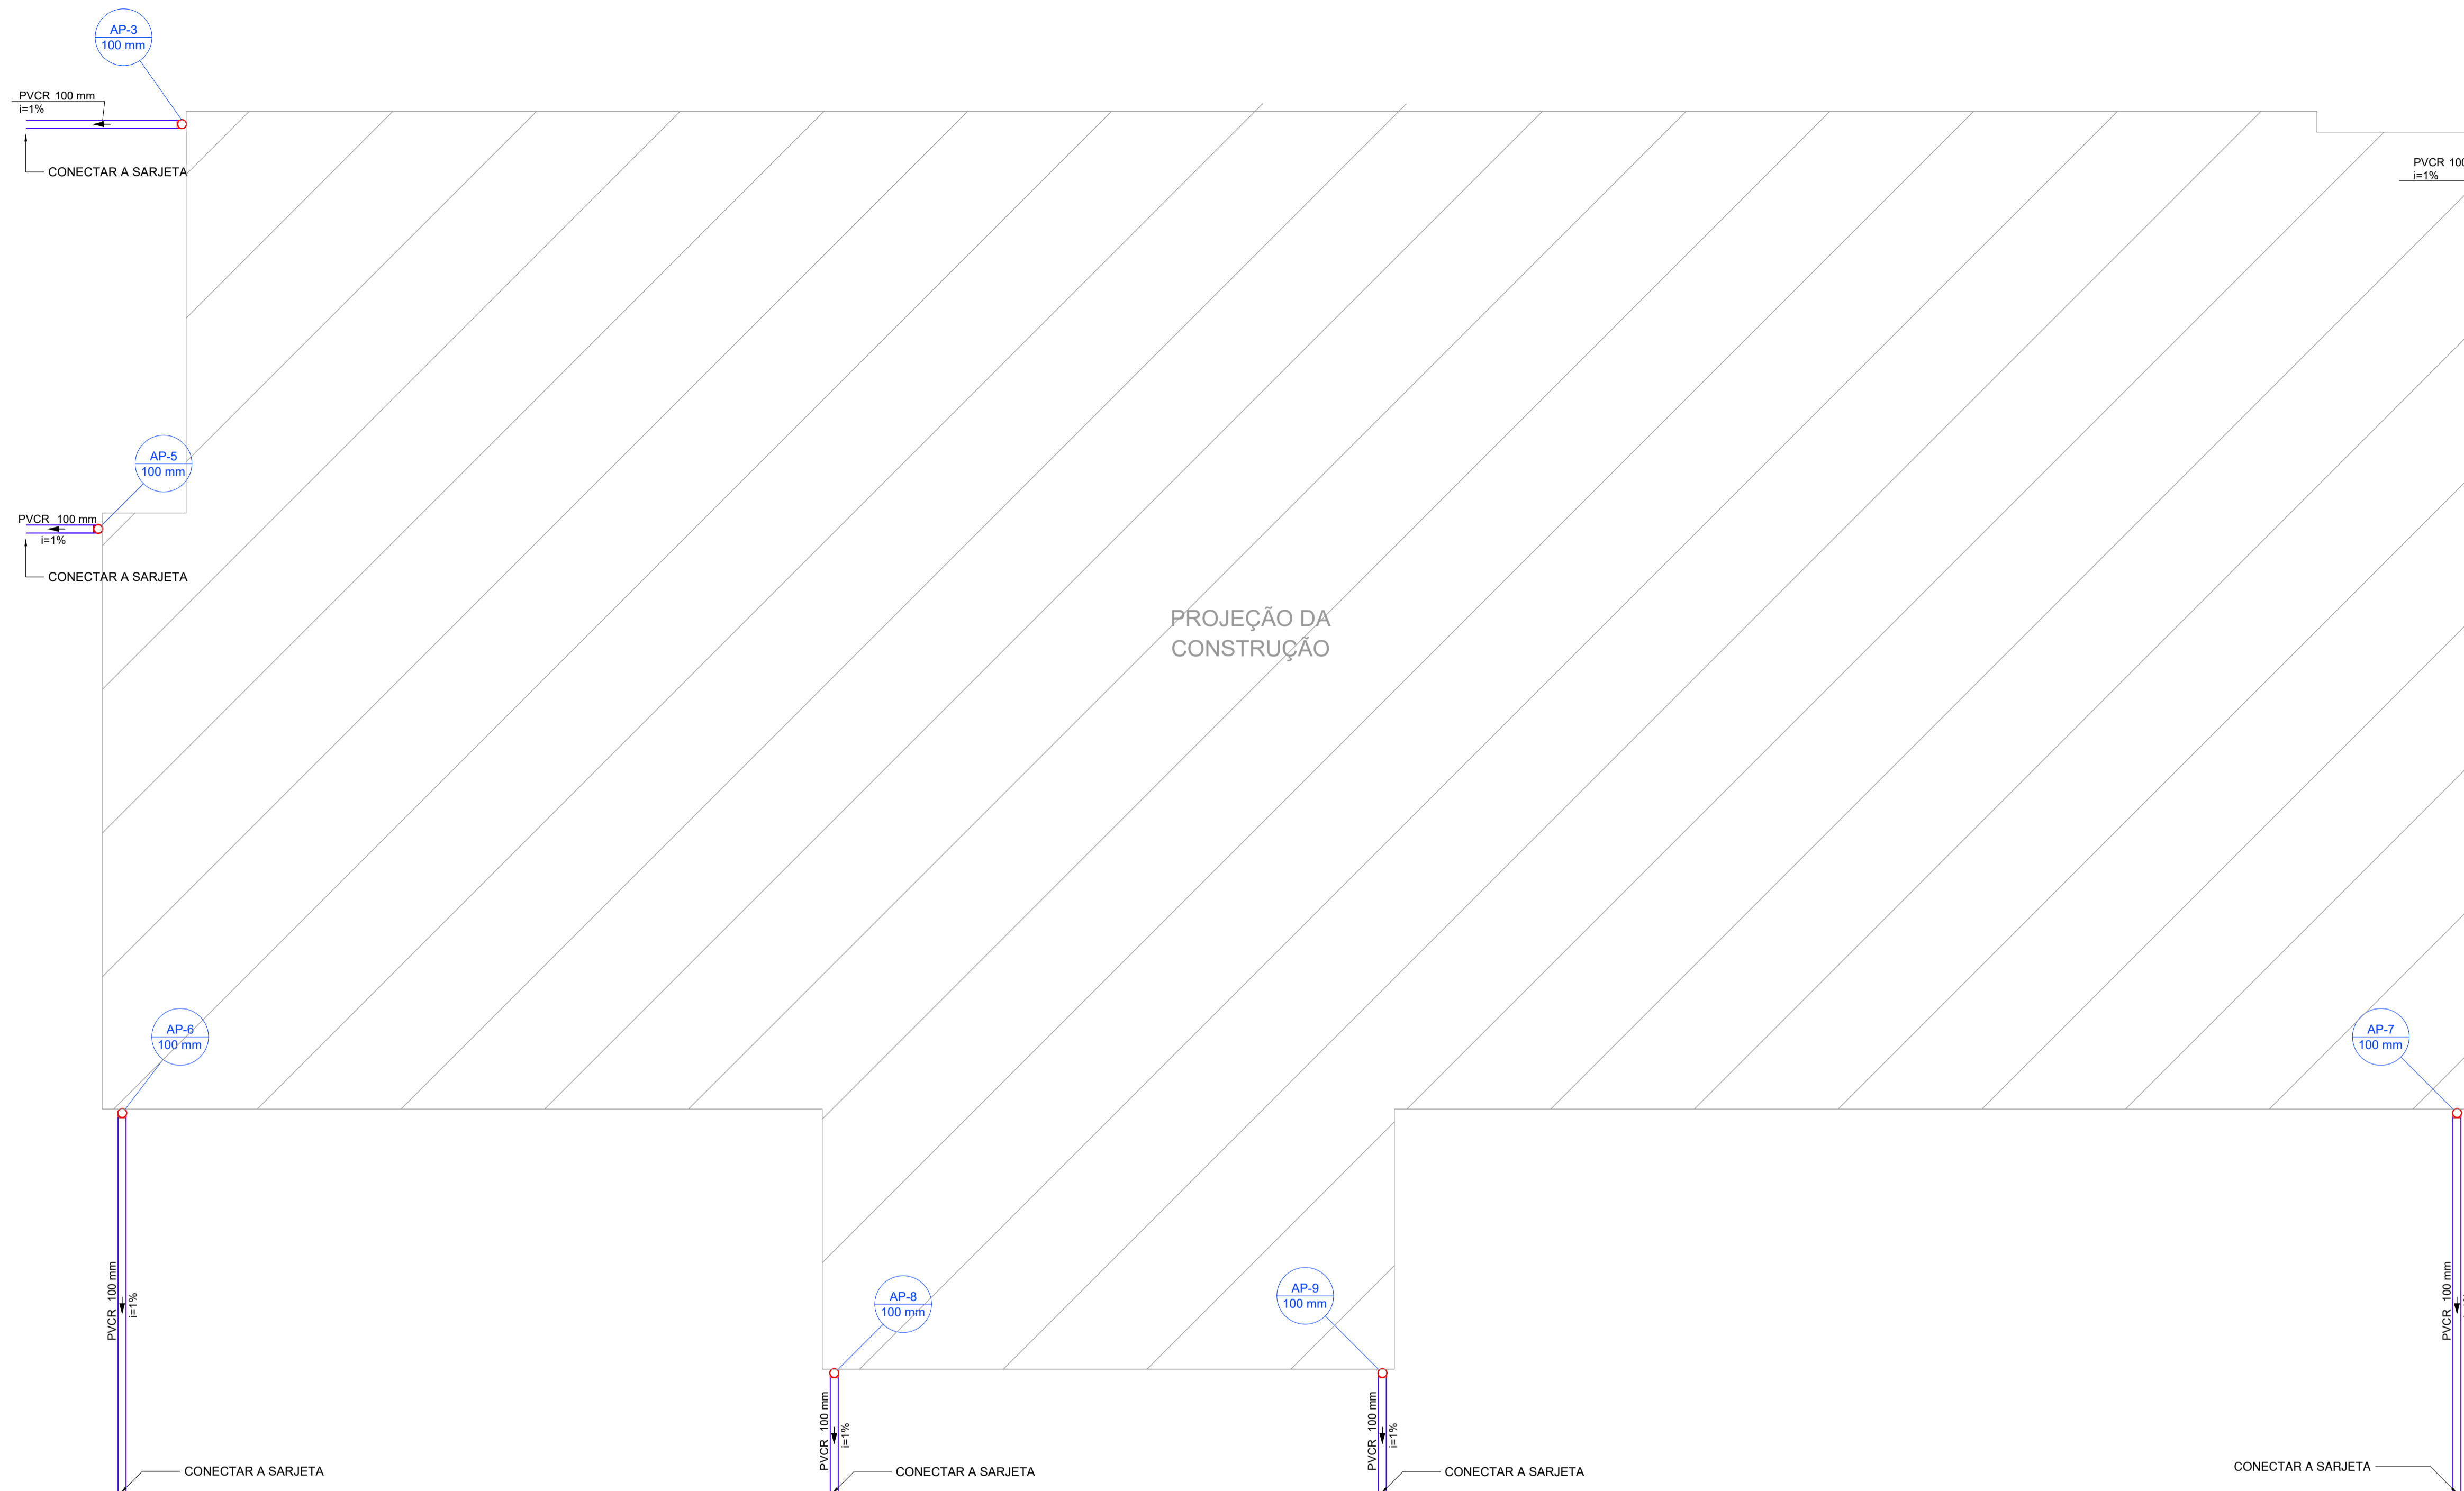 AP-3
100 mm
PVCR 100 mm
i=1%
CONECTAR A SARJETA
PVCR
i=1%
AP-5
100 mm
PVCR 100 mm
i=1%
CONECTAR A SARJETA
PROJEÇÃO DA
CONSTRUÇÃO
AP-6
100 mm
AP-7
100 mm
PVCR 100 mm
i=1%
AP-8
100 mm
AP-9
100 mm
PVCR 100 mm
PVCR 100 mm
i=1%
PVCR 100 mm
i=1%
CONECTAR A SARJETA
CONECTAR A SARJETA
CONECTAR A SARJETA
CONECTAR A SARJETA